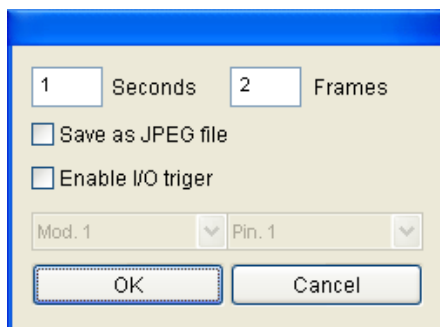 1 Seconds 2 Frames
Save as JPEG file
Enable I/O triger
Mod. 1 Pin. 1
OK Cancel